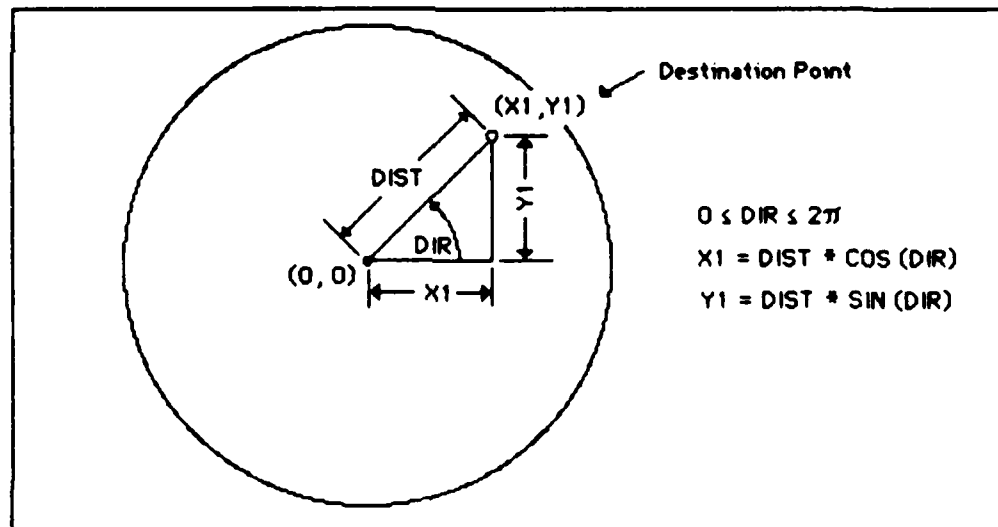 Destination Point
(X1,Y1)
DIST
Y1
DIR
(0,0)
X1
0 ≤ DIR ≤ 2π
X1 = DIST * COS (DIR)
Y1 = DIST * SIN (DIR)